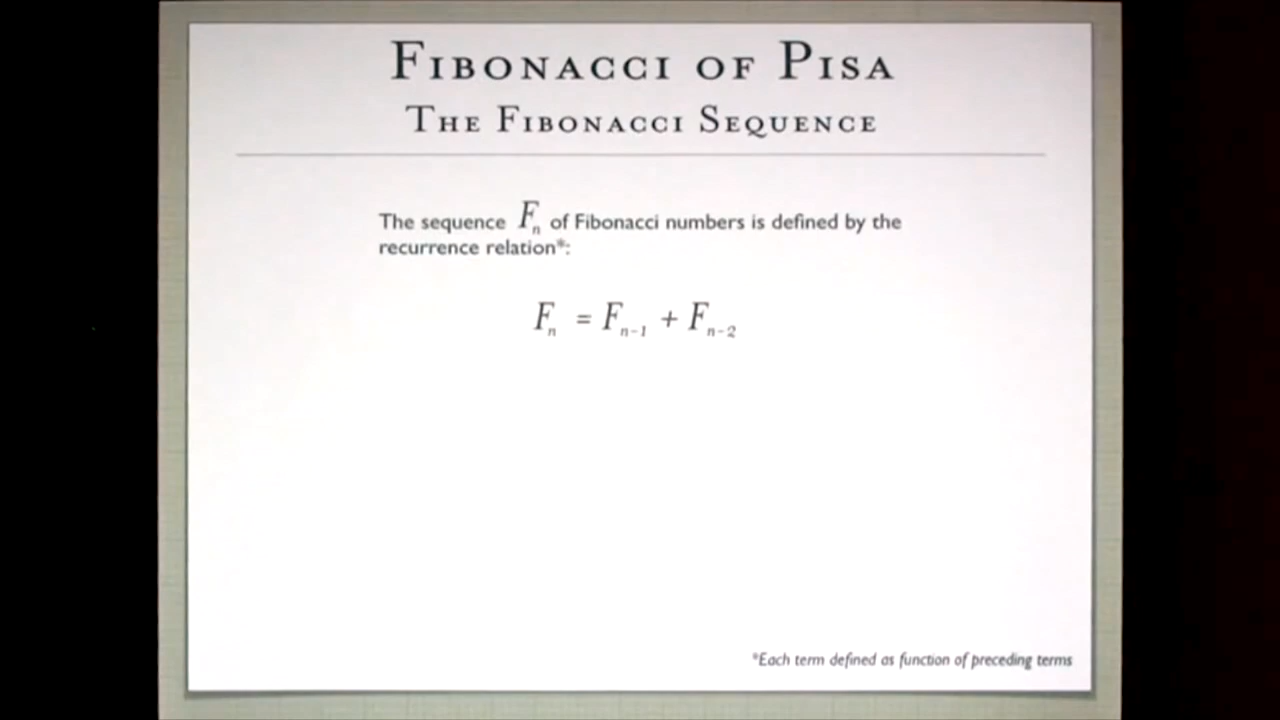 FIBONACCI OF PISA
THE FIBONACCI SEQUENCE
The sequence Fₙ of Fibonacci numbers is defined by the
recurrence relation*:
Fₙ = Fₙ₋₁ + Fₙ₋₂
*Each term defined as function of preceding terms